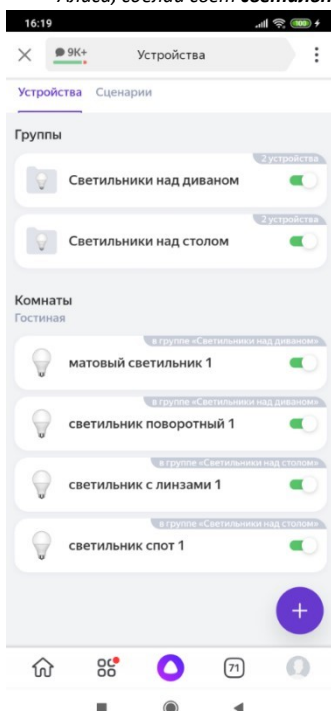 16:19
100
9K+ Устройства
Устройства Сценарии
Группы
2 устройства
Светильники над диваном
2 устройства
Светильники над столом
Комнаты
Гостиная
в группе «Светильники над диваном»
матовый светильник 1
в группе «Светильники над диваном»
светильник поворотный 1
в группе «Светильники над столом»
светильник с линзами 1
в группе «Светильники над столом»
светильник спот 1
71